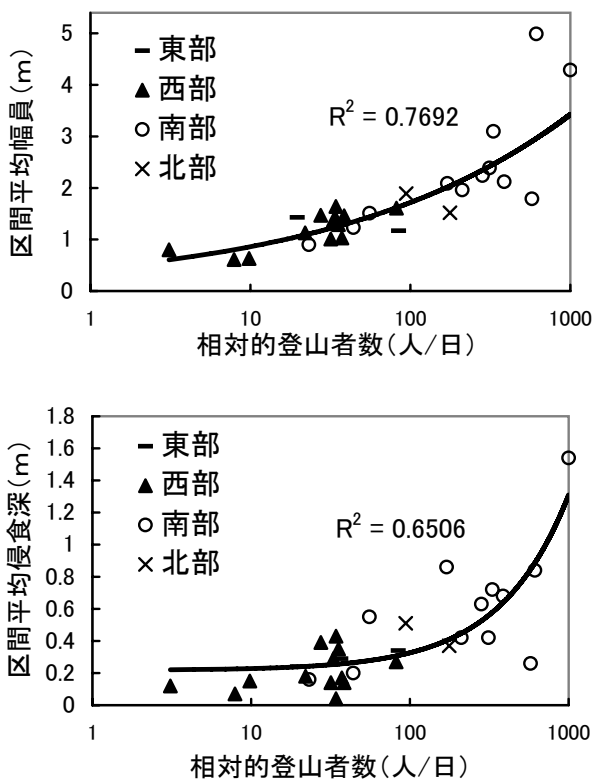 区間平均幅員(m)
5
4
3
2
1
0
東部
西部
南部
北部
R² = 0.7692
1 10 100 1000
相対的登山者数(人/日)
区間平均侵食深(m)
1.8
1.6
1.4
1.2
1
0.8
0.6
0.4
0.2
0
東部
西部
南部
北部
R² = 0.6506
1 10 100 1000
相対的登山者数(人/日)